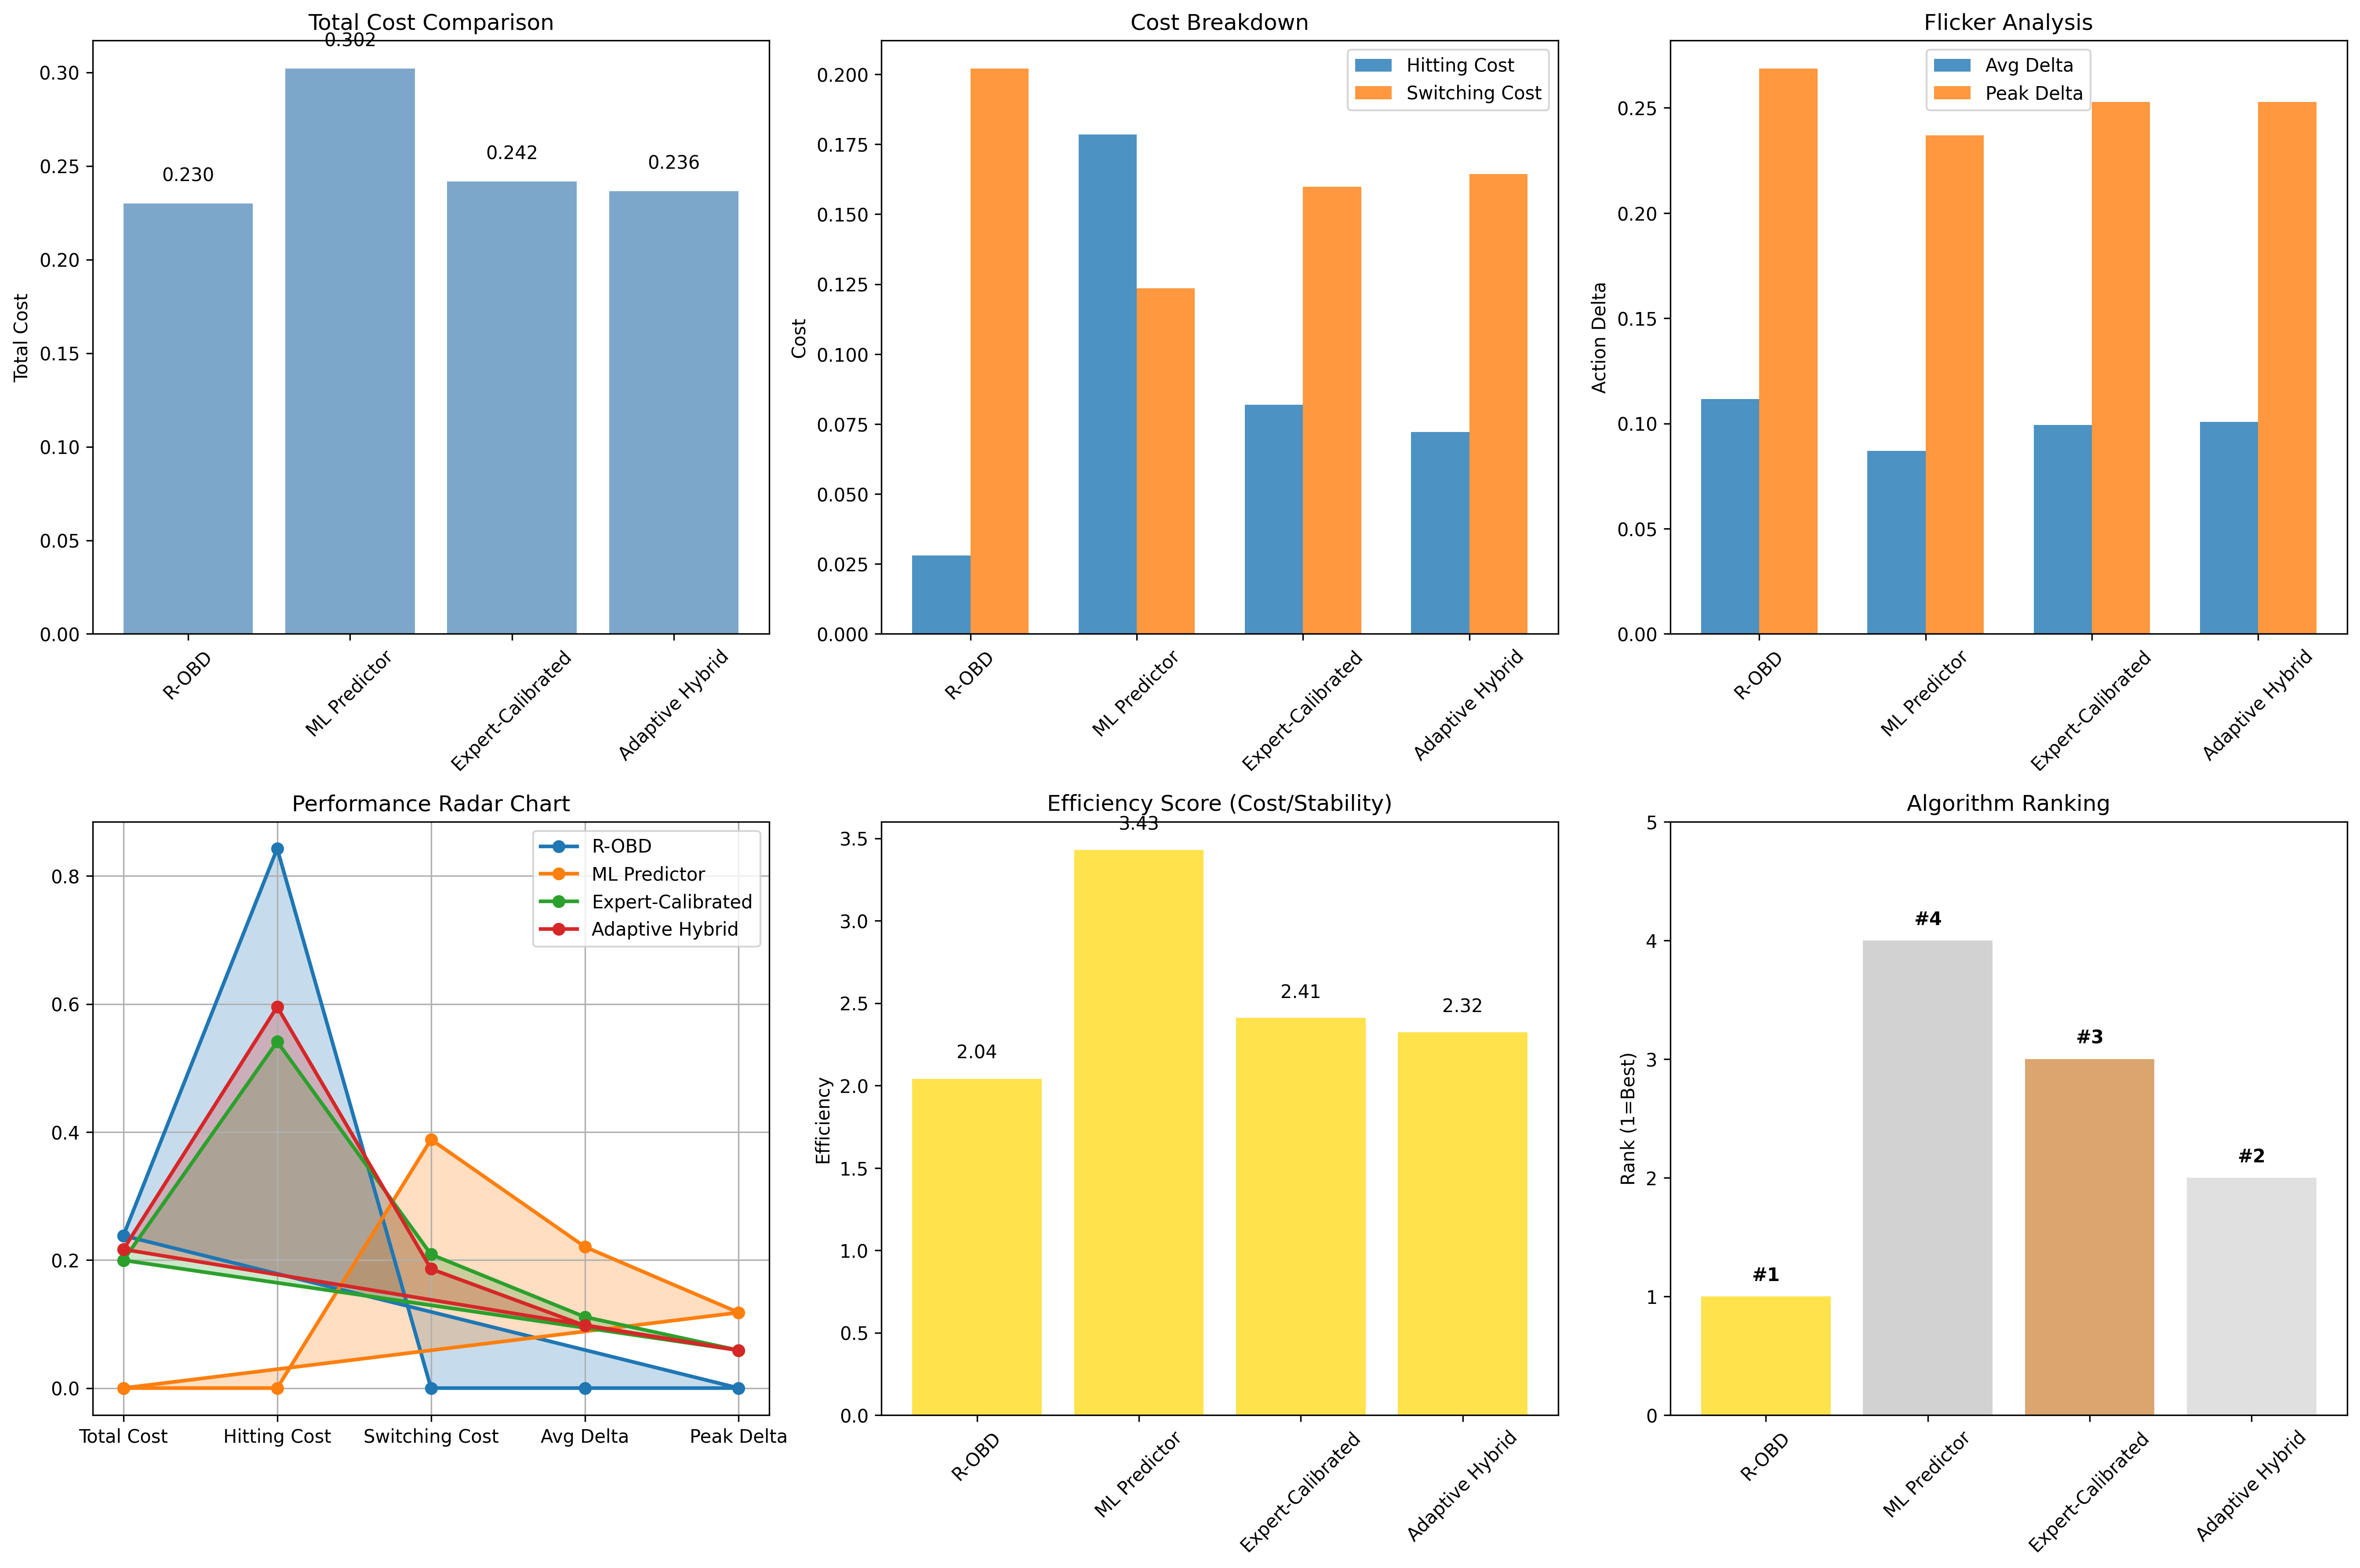 Total Cost Comparison
0.302
0.30
0.25
0.20
0.15
0.10
0.05
0.00
Total Cost
0.230
0.242
0.236
R-OBD
ML Predictor
Expert-Calibrated
Adaptive Hybrid
Cost Breakdown
Hitting Cost
Switching Cost
0.200
0.175
0.150
0.125
0.100
0.075
0.050
0.025
0.000
Cost
R-OBD
ML Predictor
Expert-Calibrated
Adaptive Hybrid
Flicker Analysis
Avg Delta
Peak Delta
0.25
0.20
0.15
0.10
0.05
0.00
Action Delta
R-OBD
ML Predictor
Expert-Calibrated
Adaptive Hybrid
Performance Radar Chart
R-OBD
ML Predictor
Expert-Calibrated
Adaptive Hybrid
0.8
0.6
0.4
0.2
0.0
Total Cost
Hitting Cost
Switching Cost
Avg Delta
Peak Delta
Efficiency Score (Cost/Stability)
3.43
3.5
3.0
2.5
2.0
1.5
1.0
0.5
0.0
Efficiency
2.04
2.41
2.32
R-OBD
ML Predictor
Expert-Calibrated
Adaptive Hybrid
Algorithm Ranking
5
4
3
2
1
0
Rank (1=Best)
#1
#4
#3
#2
R-OBD
ML Predictor
Expert-Calibrated
Adaptive Hybrid